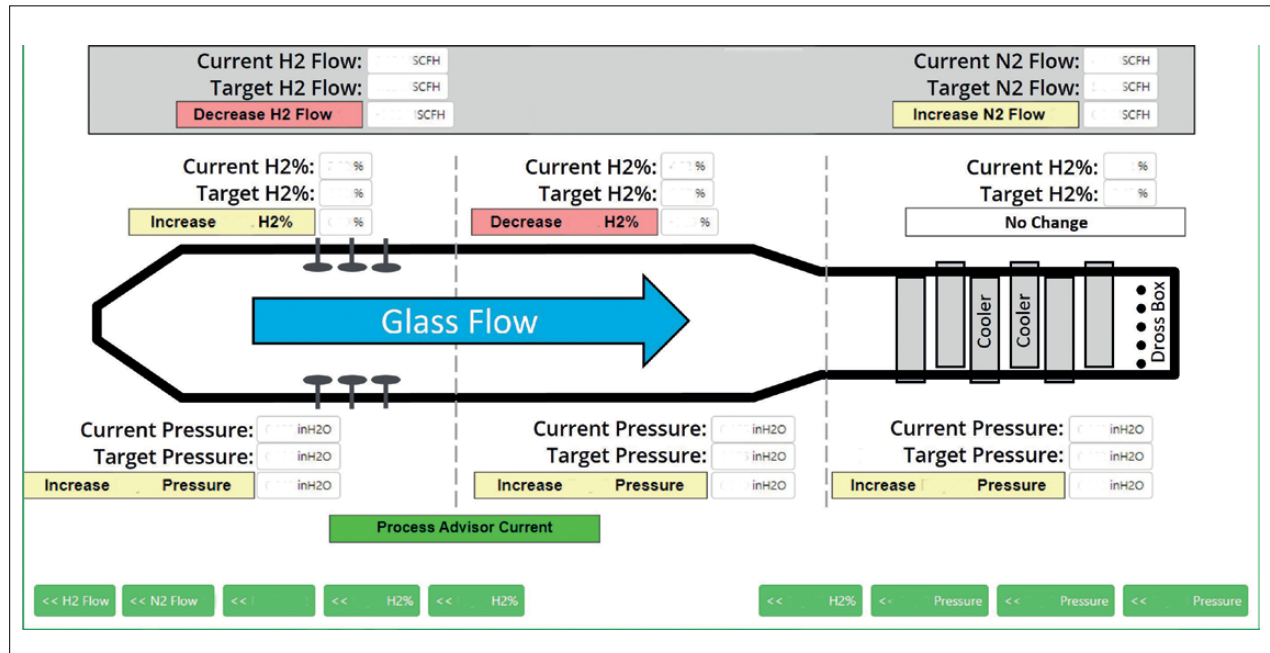 Current H2 Flow: SCFH
Target H2 Flow: SCFH
Decrease H2 Flow SCFH
Current N2 Flow: SCFH
Target N2 Flow: SCFH
Increase N2 Flow SCFH
Current H2%: %
Target H2%: %
Increase H2% %
Current H2%: %
Target H2%: %
Decrease H2% %
Current H2%:
Target H2%: %
No Change
Glass Flow
Cooler
Cooler
Dross Box
Current Pressure: inH2O
Target Pressure: inH2O
Increase Pressure inH2O
Current Pressure: inH2O
Target Pressure: inH2O
Increase Pressure inH2O
Current Pressure: inH2O
Target Pressure: inH2O
Increase Pressure inH2O
Process Advisor Current
<< H2 Flow
<< N2 Flow
<<
<< H2%
<< H2%
<< H2%
<< Pressure
<< Pressure
<< Pressure